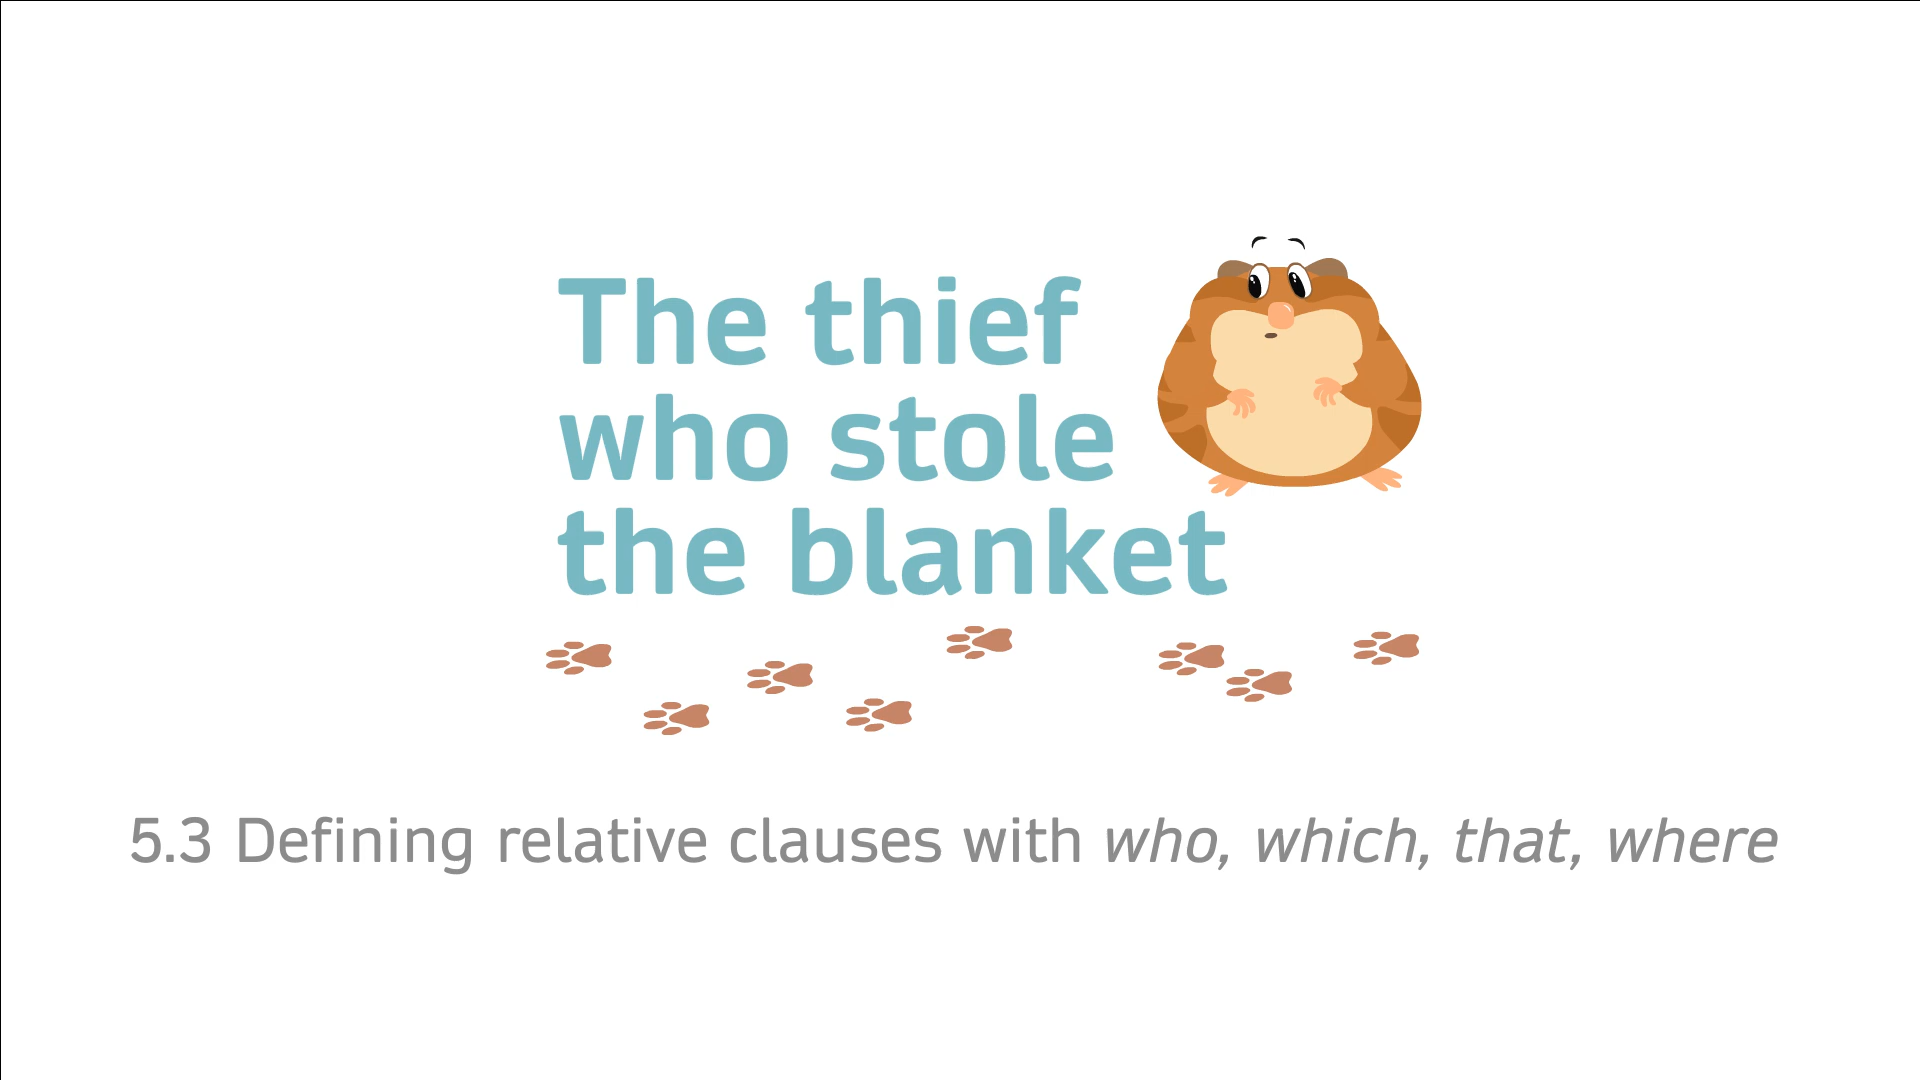 The thief
who stole
the blanket
5.3 Defining relative clauses with who, which, that, where